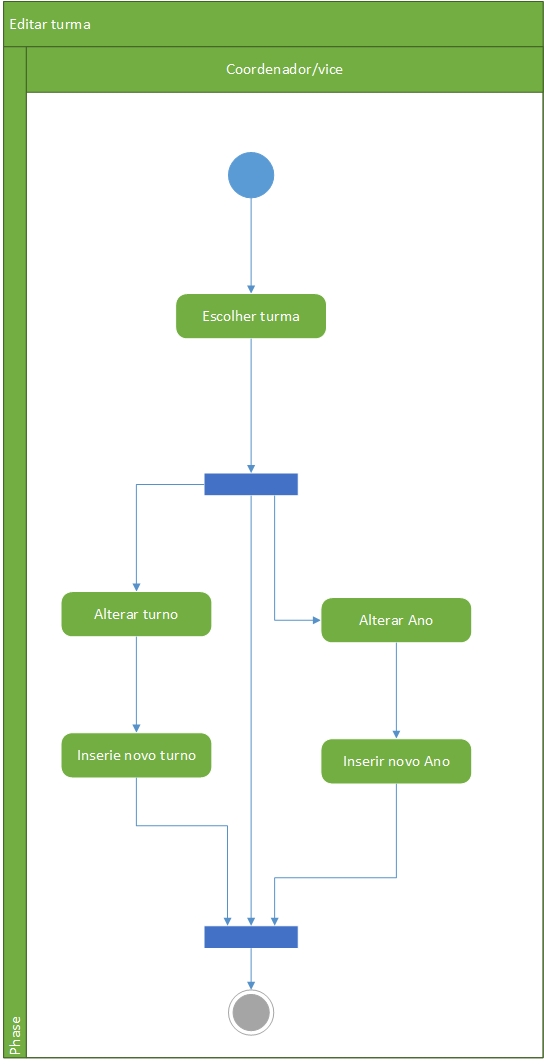 Editar turma
Coordenador/vice
Escolher turma
Alterar turno
Alterar Ano
Inserie novo turno
Inserir novo Ano
Phase